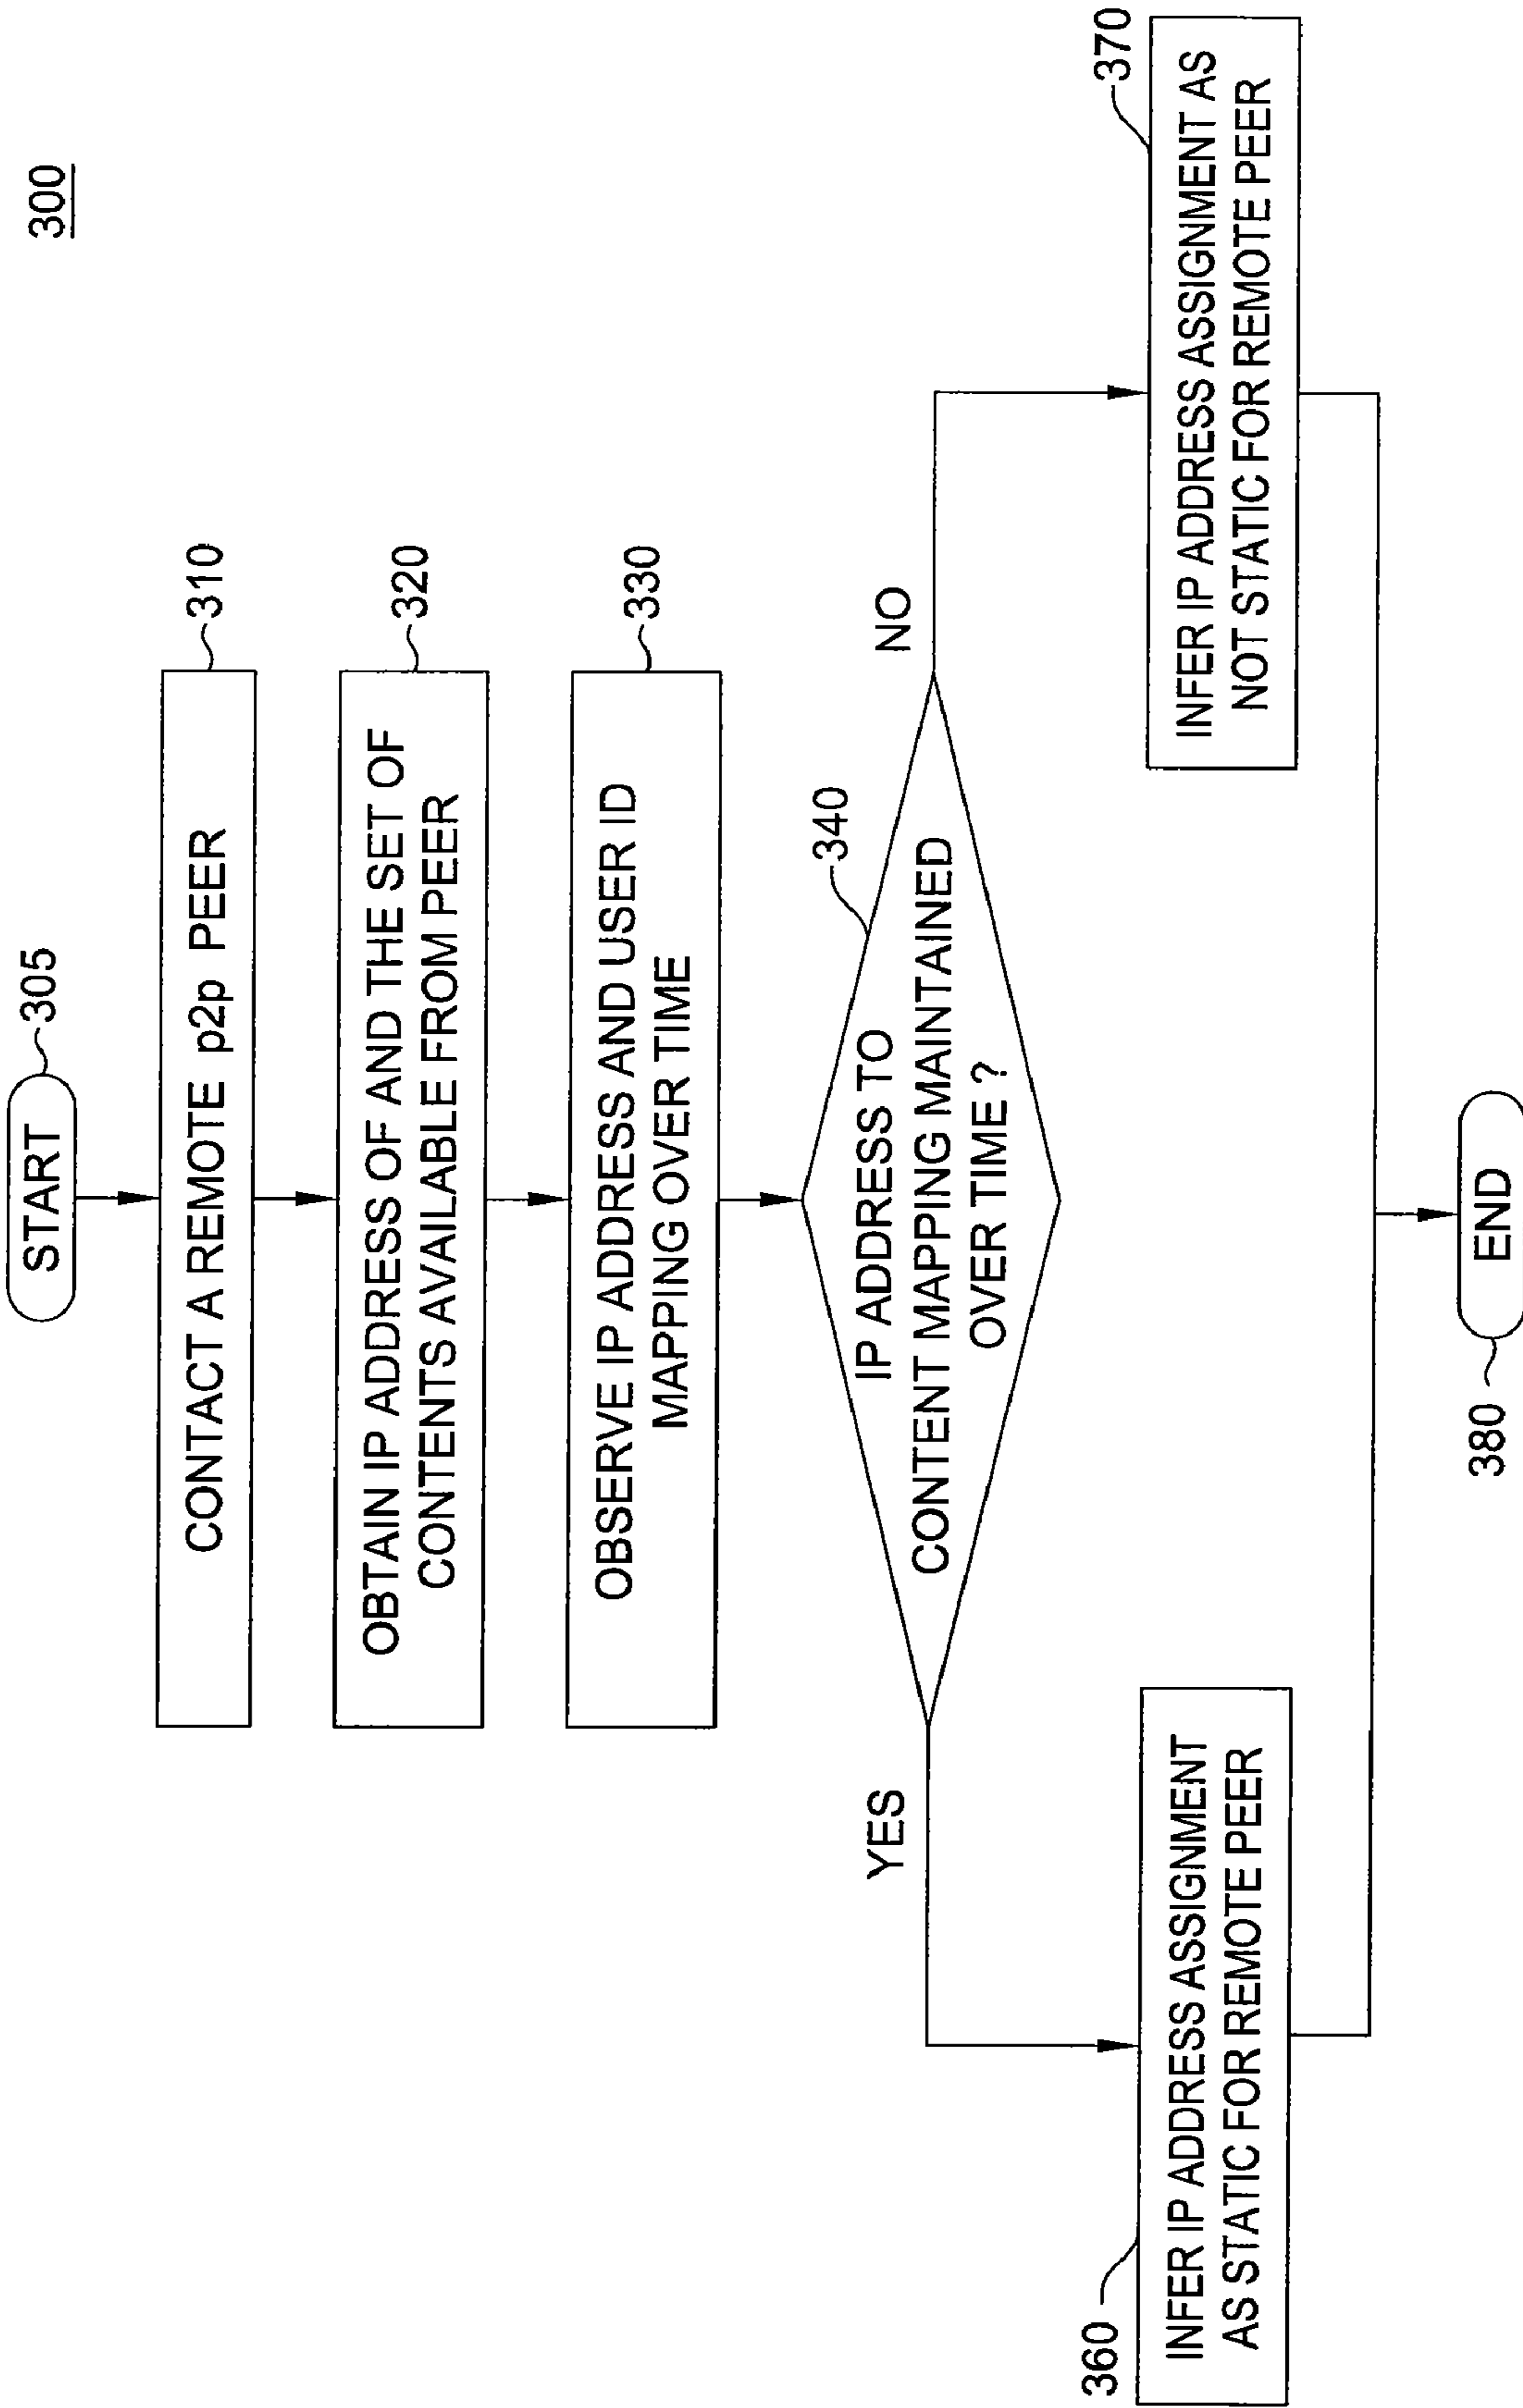 300
START
305
CONTACT A REMOTE p2p PEER
310
OBTAIN IP ADDRESS OF AND THE SET OF
CONTENTS AVAILABLE FROM PEER
320
OBSERVE IP ADDRESS AND USER ID
MAPPING OVER TIME
330
IP ADDRESS TO
CONTENT MAPPING MAINTAINED
OVER TIME ?
340
YES
NO
360
INFER IP ADDRESS ASSIGNMENT
AS STATIC FOR REMOTE PEER
370
INFER IP ADDRESS ASSIGNMENT AS
NOT STATIC FOR REMOTE PEER
380
END